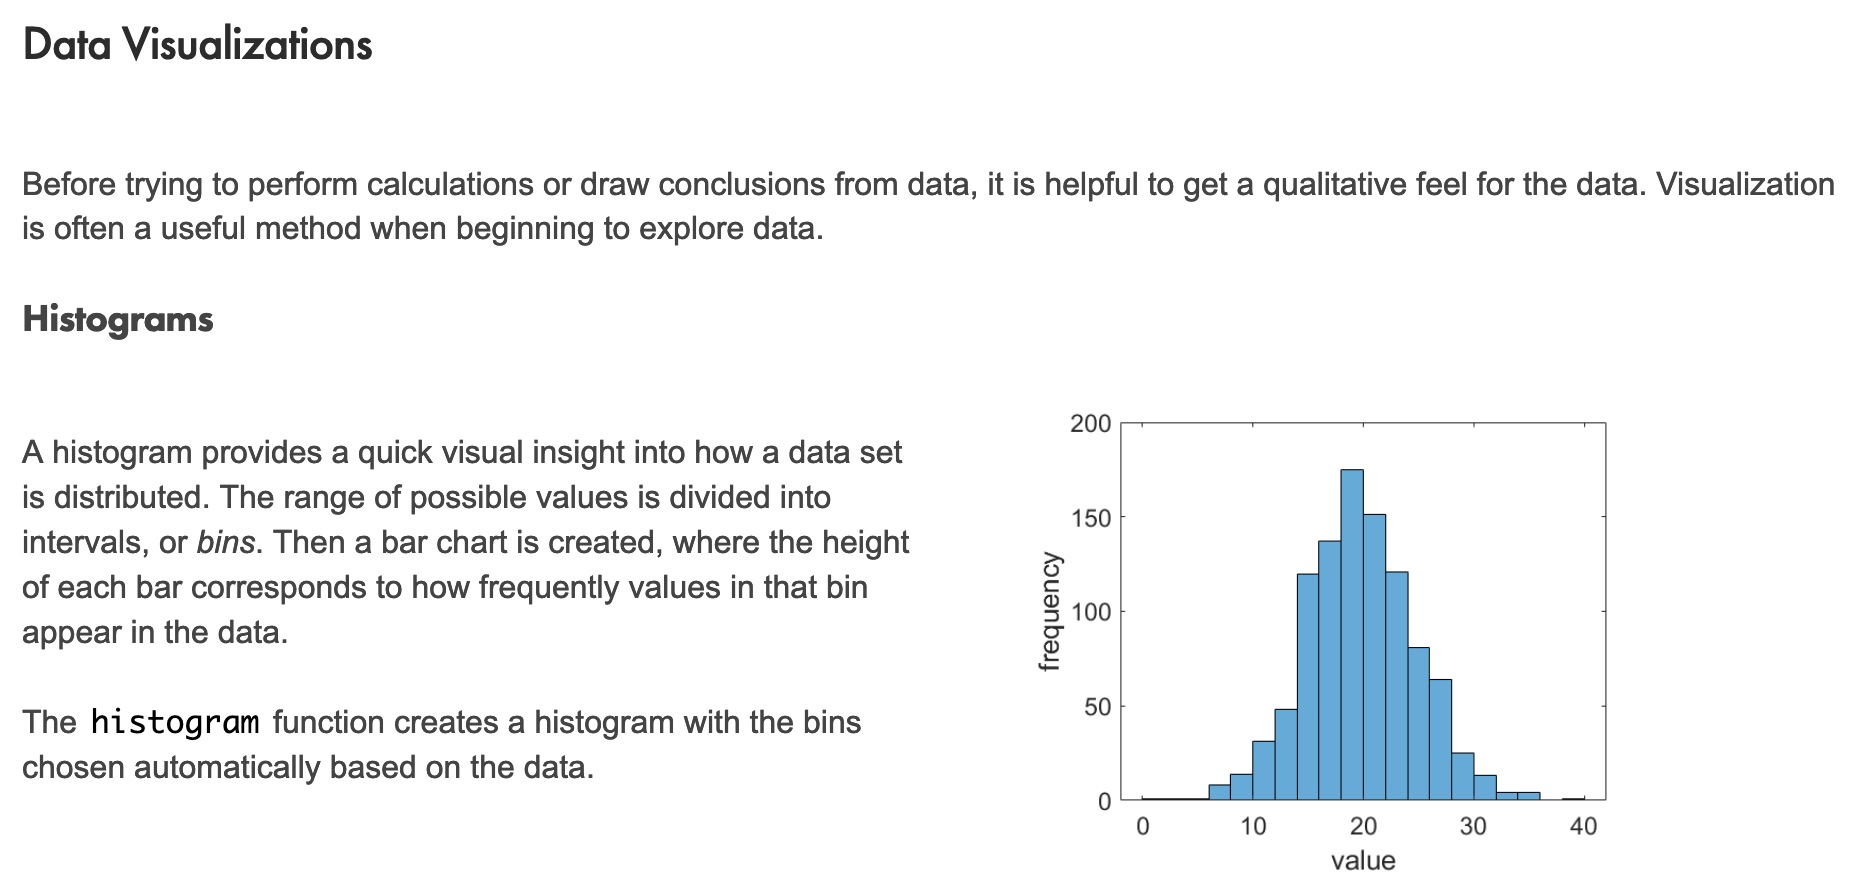 Data Visualizations
Before trying to perform calculations or draw conclusions from data, it is helpful to get a qualitative feel for the data. Visualization
is often a useful method when beginning to explore data.
Histograms
A histogram provides a quick visual insight into how a data set
is distributed. The range of possible values is divided into
intervals, or bins. Then a bar chart is created, where the height
of each bar corresponds to how frequently values in that bin
appear in the data.
The histogram function creates a histogram with the bins
chosen automatically based on the data.
200
150
100
50
0
frequency
0 10 20 30 40
value